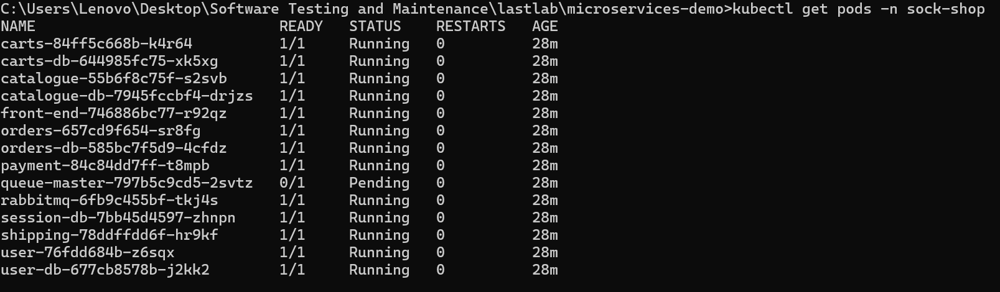 C:\Users\Lenovo\Desktop\Software Testing and Maintenance\lastlab\microservices-demo>kubectl get pods -n sock-shop
NAME READY STATUS RESTARTS AGE
carts-84ff5c668b-k4r64 1/1 Running 0 28m
carts-db-644985fc75-xk5xg 1/1 Running 0 28m
catalogue-55b6f8c75f-s2svb 1/1 Running 0 28m
catalogue-db-7945fccbf4-drjzs 1/1 Running 0 28m
front-end-746886bc77-r92qz 1/1 Running 0 28m
orders-657cd9f654-sr8fg 1/1 Running 0 28m
orders-db-585bc7f5d9-4cfdz 1/1 Running 0 28m
payment-84c84dd7ff-t8mpb 1/1 Running 0 28m
queue-master-797b5c9cd5-2svtz 0/1 Pending 0 28m
rabbitmq-6fb9c455bf-tkj4s 1/1 Running 0 28m
session-db-7bb45d4597-zhnpn 1/1 Running 0 28m
shipping-78ddffdd6f-hr9kf 1/1 Running 0 28m
user-76fdd684b-z6sqx 1/1 Running 0 28m
user-db-677cb8578b-j2kk2 1/1 Running 0 28m